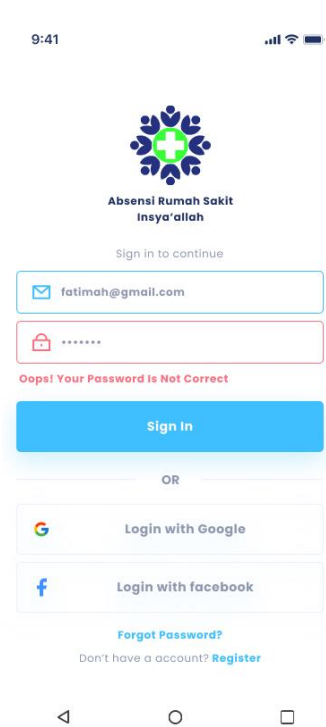 9:41
Absensi Rumah Sakit
Insya'allah
Sign in to continue
fatimah@gmail.com
Oops! Your Password Is Not Correct
Sign In
OR
Login with Google
Login with facebook
Forgot Password?
Don't have a account? Register